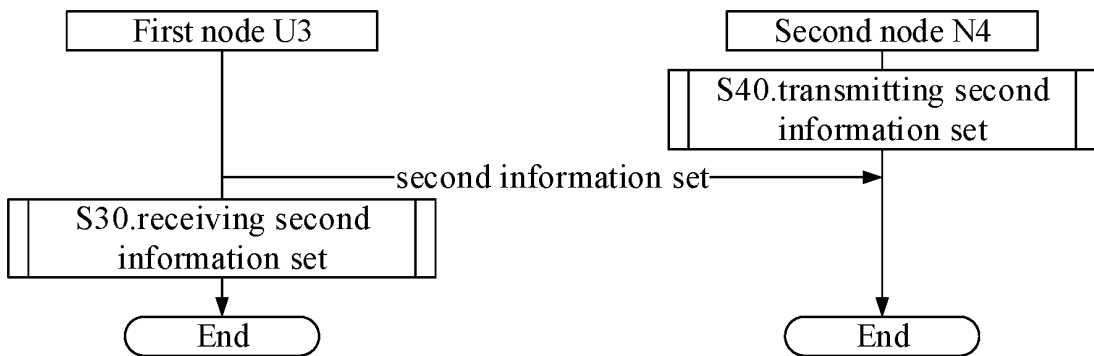 First node U3
Second node N4
S40.transmitting second
information set
second information set
S30.receiving second
information set
End
End